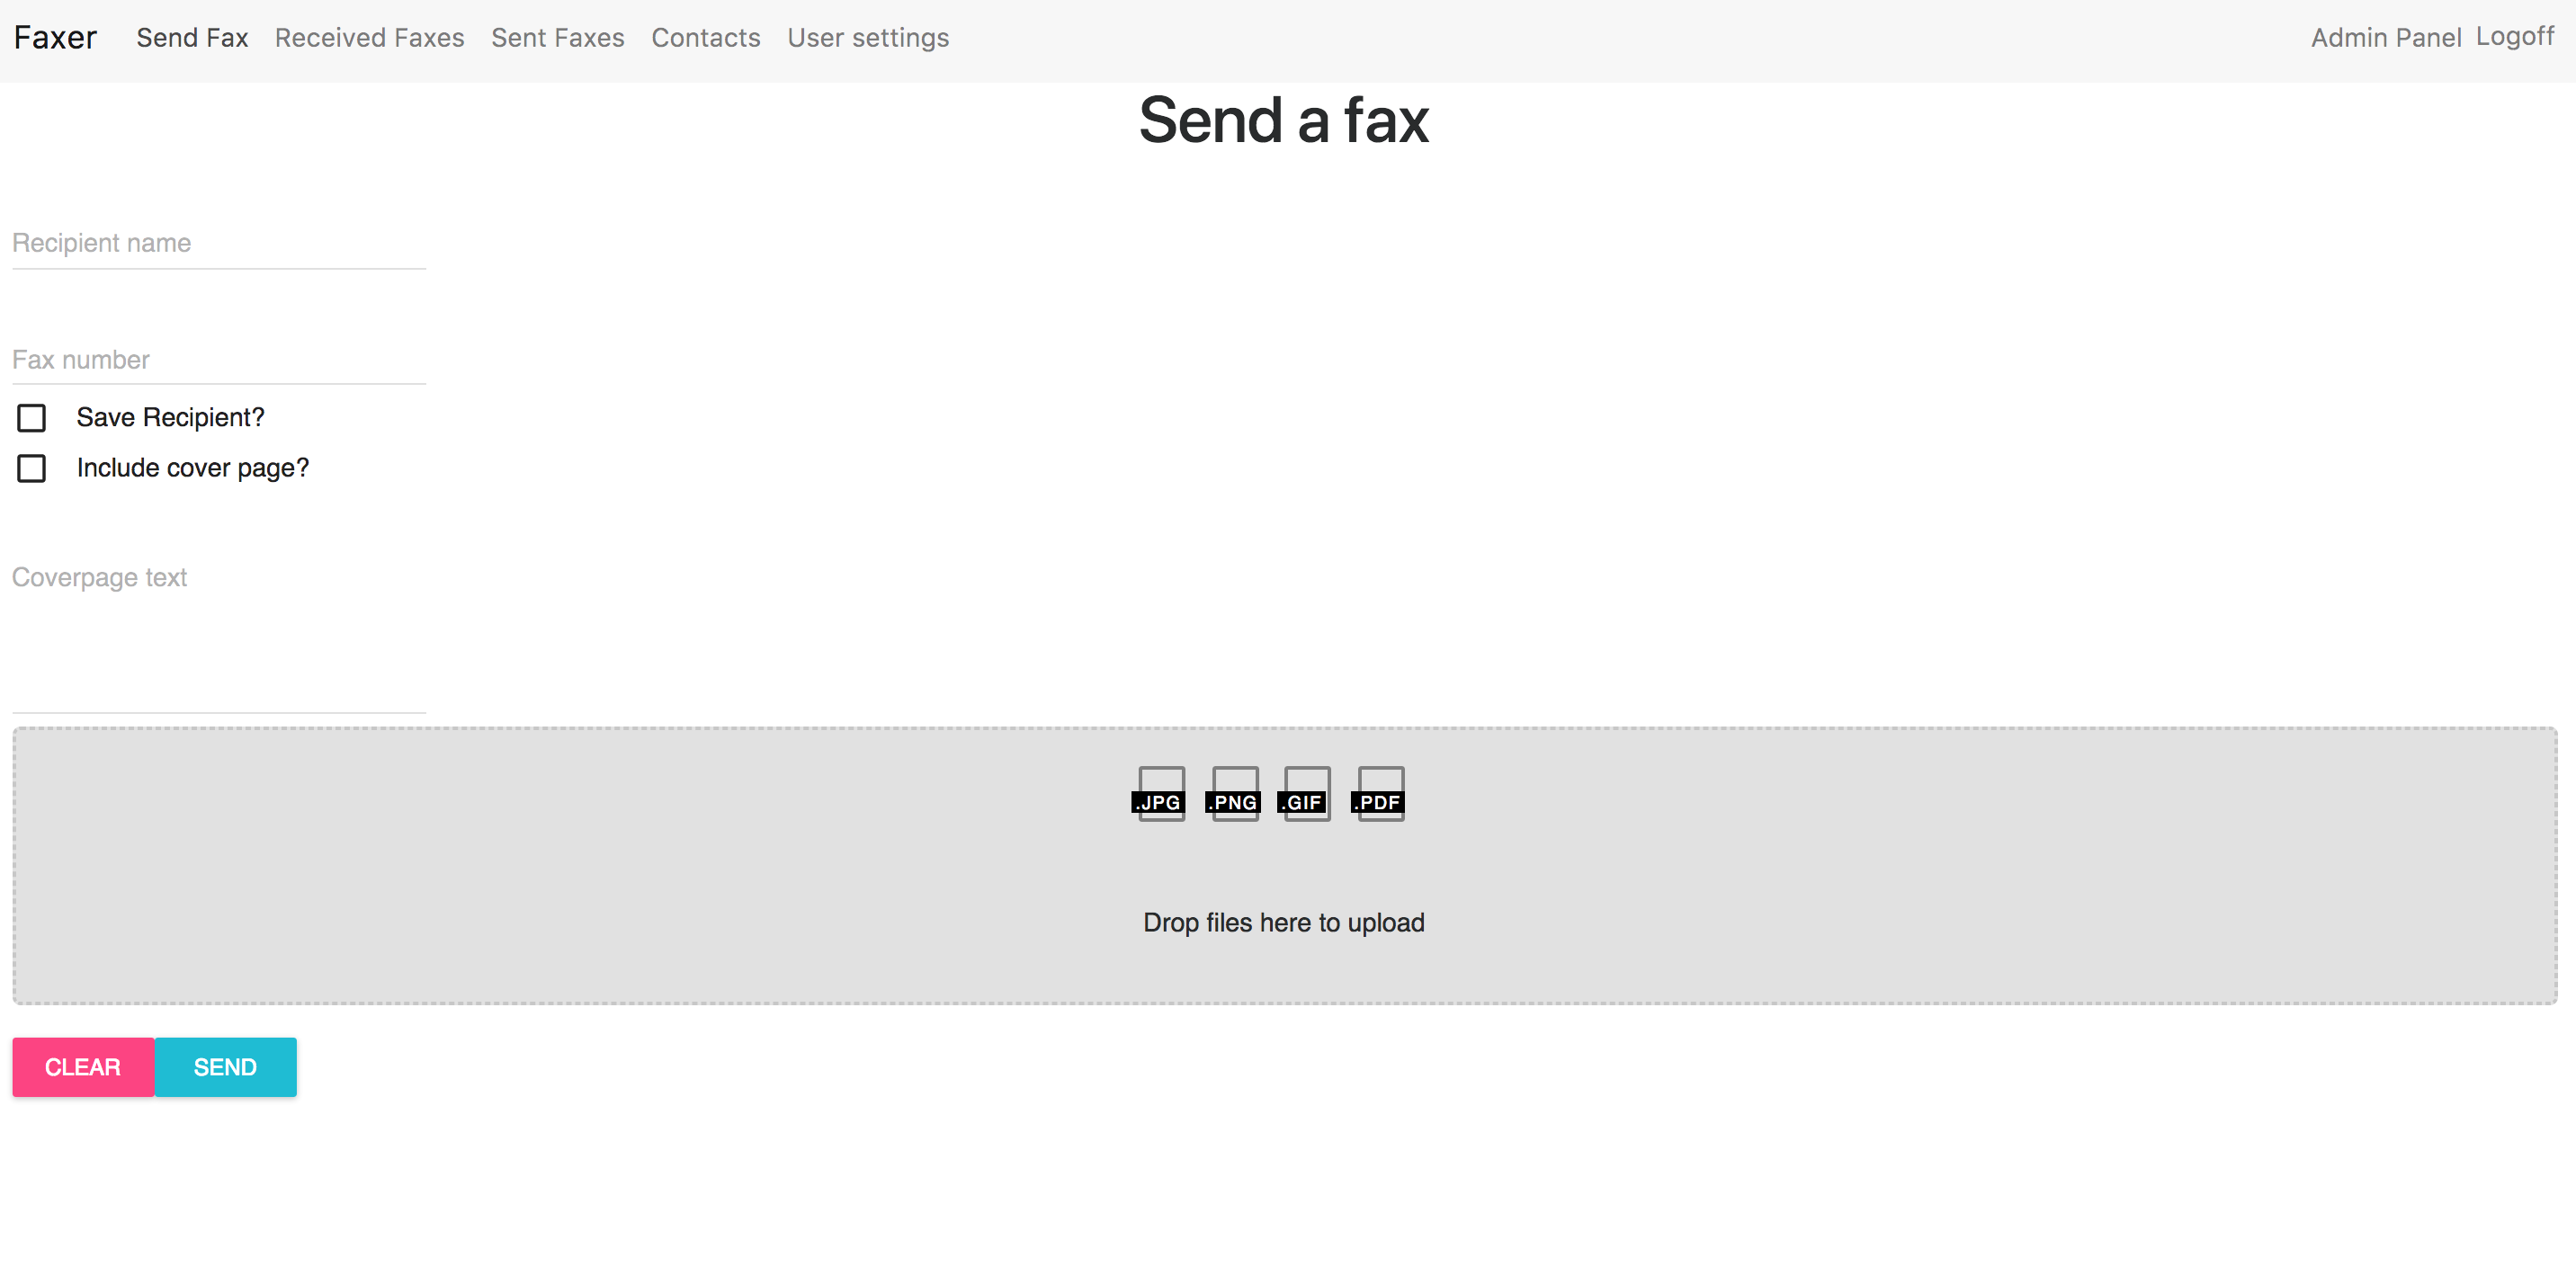 Faxer Send Fax Received Faxes Sent Faxes Contacts User settings Admin Panel Logoff
Send a fax
Recipient name
Fax number
Save Recipient?
Include cover page?
Coverpage text
.JPG .PNG .GIF .PDF
Drop files here to upload
CLEAR SEND